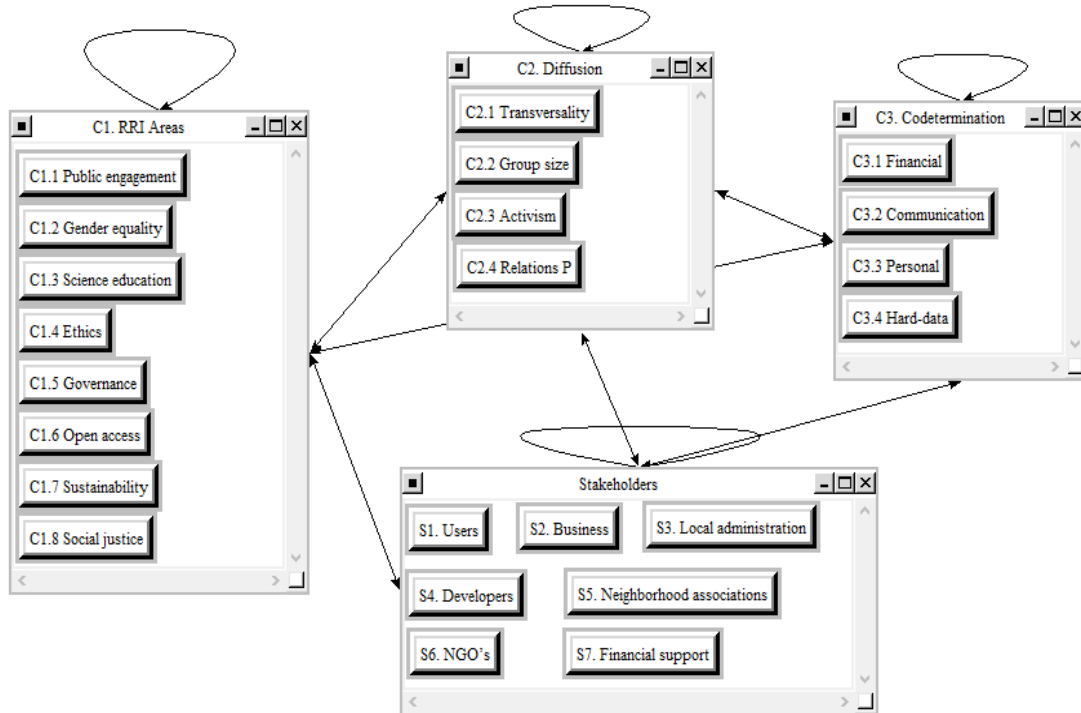 C1. RRI Areas
C1.1 Public engagement
C1.2 Gender equality
C1.3 Science education
C1.4 Ethics
C1.5 Governance
C1.6 Open access
C1.7 Sustainability
C1.8 Social justice
C2. Diffusion
C2.1 Transversality
C2.2 Group size
C2.3 Activism
C2.4 Relations P
C3. Codetermination
C3.1 Financial
C3.2 Communication
C3.3 Personal
C3.4 Hard-data
Stakeholders
S1. Users
S2. Business
S3. Local administration
S4. Developers
S5. Neighborhood associations
S6. NGO’s
S7. Financial support